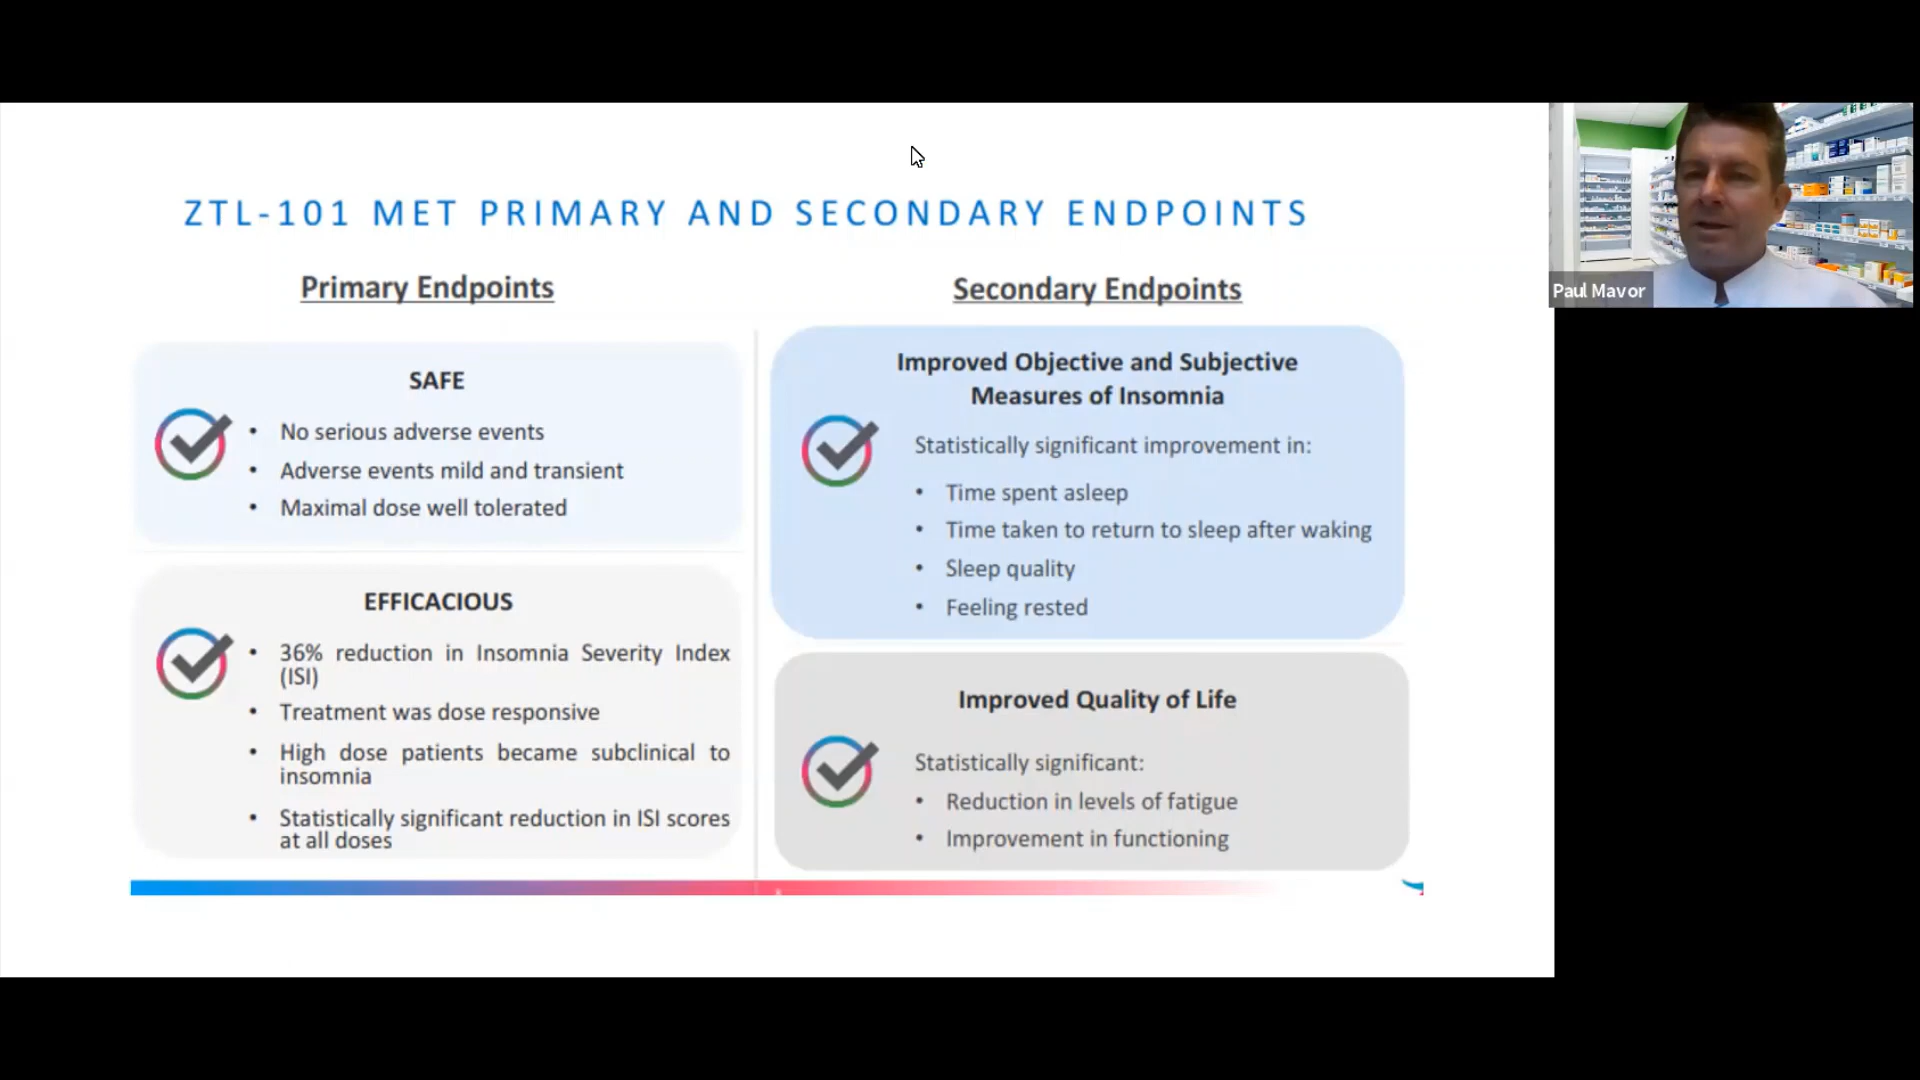 ZTL-101 MET PRIMARY AND SECONDARY ENDPOINTS
Primary Endpoints
SAFE
• No serious adverse events
• Adverse events mild and transient
• Maximal dose well tolerated
EFFICACIOUS
• 36% reduction in Insomnia Severity Index
(ISI)
• Treatment was dose responsive
• High dose patients became subclinical to
insomnia
• Statistically significant reduction in ISI scores
at all doses
Secondary Endpoints
Improved Objective and Subjective
Measures of Insomnia
Statistically significant improvement in:
• Time spent asleep
• Time taken to return to sleep after waking
• Sleep quality
• Feeling rested
Improved Quality of Life
Statistically significant:
• Reduction in levels of fatigue
• Improvement in functioning
Paul Mavor